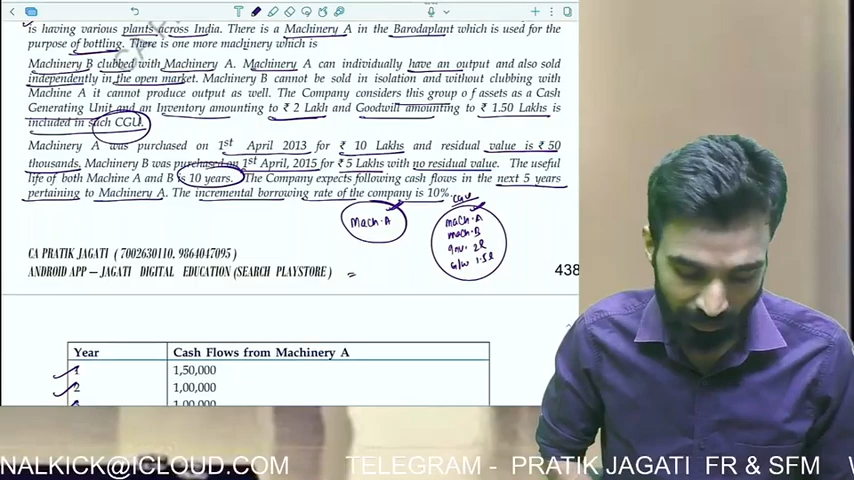 is having various plants across India. There is a Machinery A in the Barodaplant which is used for the
purpose of bottling. There is one more machinery which is
Machinery B clubbed with Machinery A. Machinery A can individually have an output and also sold
independently in the open market. Machinery B cannot be sold in isolation and without clubbing with
Machine A it cannot produce output as well. The Company considers this group of assets as a Cash
Generating Unit and an Inventory amounting to ₹ 2 Lakh and Goodwill amounting to ₹ 1.50 Lakhs is
included in such CGU.
Machinery A was purchased on 1st April 2013 for ₹ 10 Lakhs and residual value is ₹ 50
thousands. Machinery B was purchased on 1st April, 2015 for ₹ 5 Lakhs with no residual value. The useful
life of both Machine A and B is 10 years. The Company expects following cash flows in the next 5 years
pertaining to Machinery A. The incremental borrowing rate of the company is 10%.
CGU
Mach. A
Mach. A
Mach. B
Inv. 2l
G/W 1.5l
CA PRATIK JAGATI ( 7002630110, 9864047095)
ANDROID APP – JAGATI DIGITAL EDUCATION (SEARCH PLAYSTORE )
438
Year Cash Flows from Machinery A
1 1,50,000
2 1,00,000
3 1,00,000
NALKICK@ICLOUD.COM TELEGRAM - PRATIK JAGATI FR & SFM W